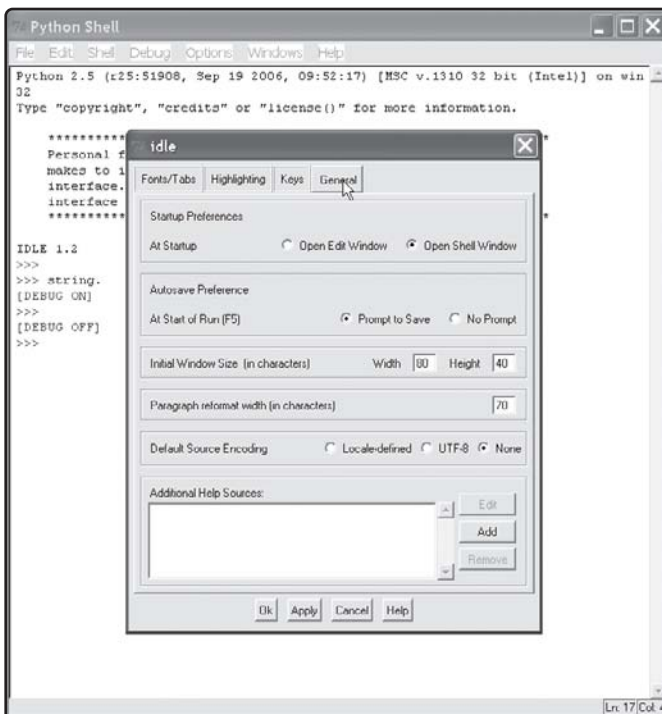 Python Shell
File Edit Shell Debug Options Windows Help
Python 2.5 (r25:51908, Sep 19 2006, 09:52:17) [MSC v.1310 32 bit (Intel)] on win
32
Type "copyright", "credits" or "license()" for more information.
Personal
makes to
interface.
interface
IDLE 1.2
>>>
>>> string.
[DEBUG ON]
>>>
[DEBUG OFF]
>>>
idle
Fonts/Tabs Highlighting Keys General
Startup Preferences
At Startup Open Edit Window Open Shell Window
Autosave Preference
At Start of Run (F5) Prompt to Save No Prompt
Initial Window Size (in characters) Width 80 Height 40
Paragraph reformat width (in characters) 70
Default Source Encoding Locale-defined UTF-8 None
Additional Help Sources:
Edit
Add
Remove
Ok Apply Cancel Help
Ln: 17 Col: 4